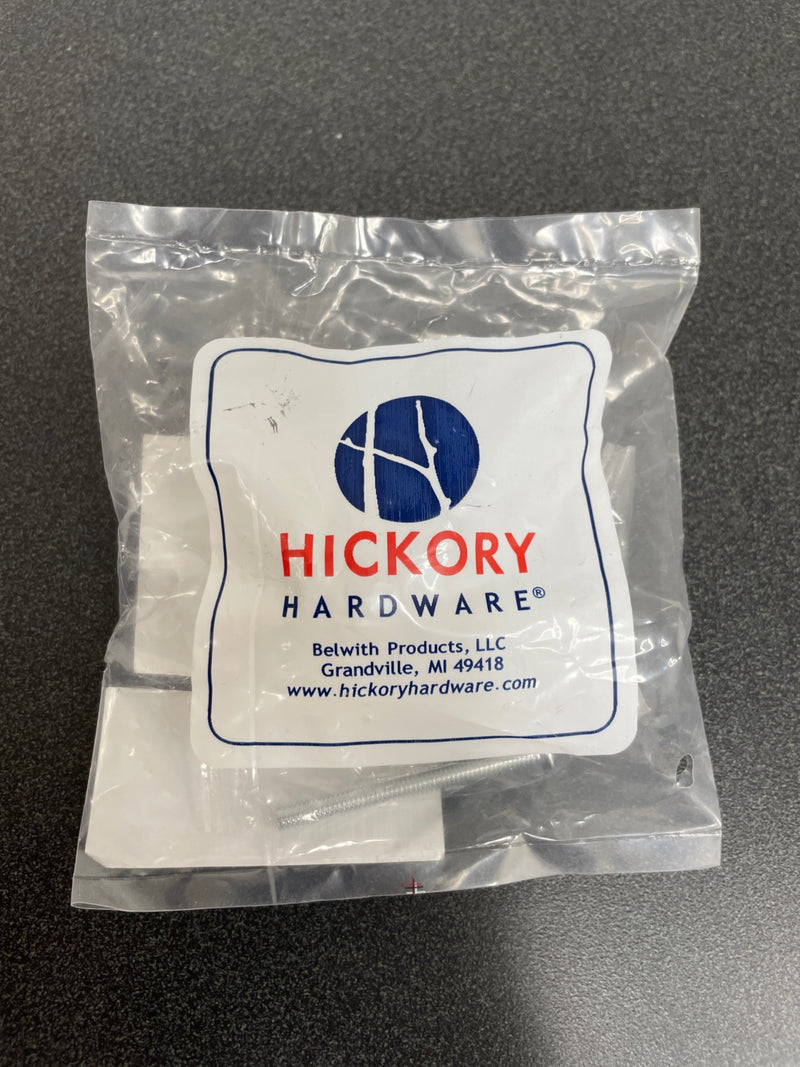 HICKORY
HARDWARE®
Belwith Products, LLC
Grandville, MI 49418
www.hickoryhardware.com